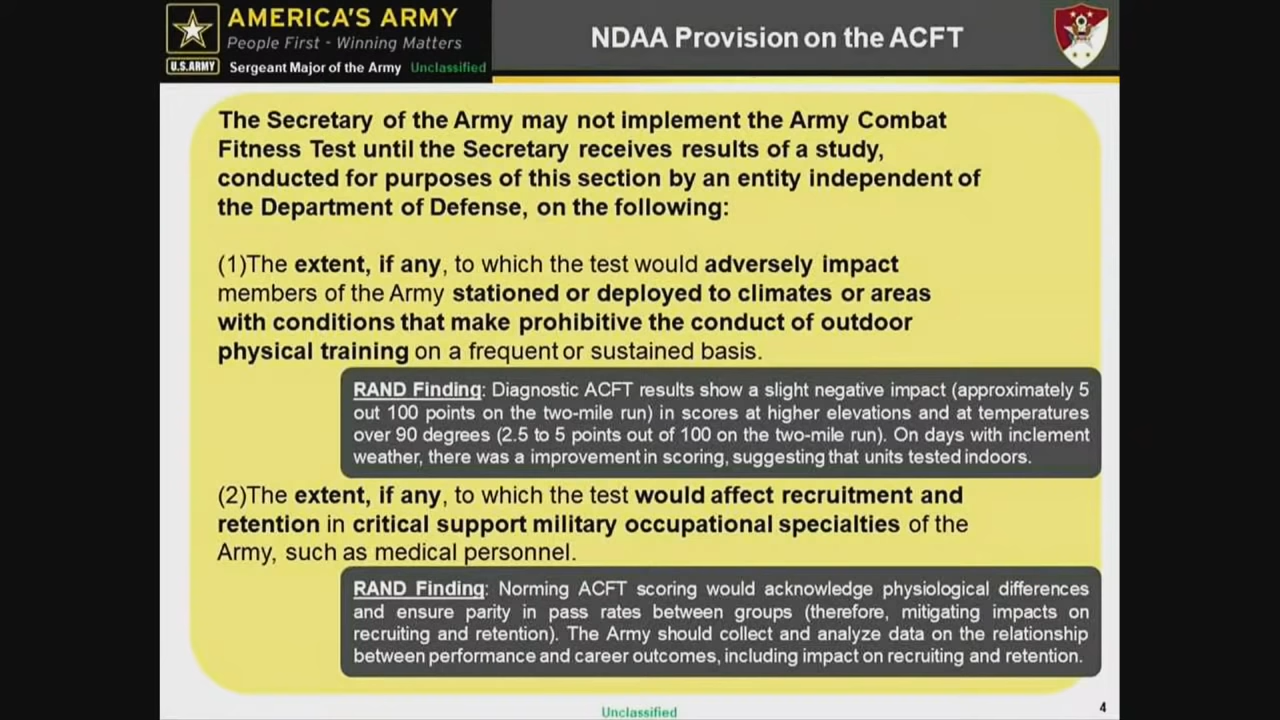 AMERICA'S ARMY
People First - Winning Matters
U.S.ARMY
Sergeant Major of the Army Unclassified
NDAA Provision on the ACFT
The Secretary of the Army may not implement the Army Combat
Fitness Test until the Secretary receives results of a study,
conducted for purposes of this section by an entity independent of
the Department of Defense, on the following:
(1)The extent, if any, to which the test would adversely impact
members of the Army stationed or deployed to climates or areas
with conditions that make prohibitive the conduct of outdoor
physical training on a frequent or sustained basis.
RAND Finding: Diagnostic ACFT results show a slight negative impact (approximately 5
out 100 points on the two-mile run) in scores at higher elevations and at temperatures
over 90 degrees (2.5 to 5 points out of 100 on the two-mile run). On days with inclement
weather, there was a improvement in scoring, suggesting that units tested indoors.
(2)The extent, if any, to which the test would affect recruitment and
retention in critical support military occupational specialties of the
Army, such as medical personnel.
RAND Finding: Norming ACFT scoring would acknowledge physiological differences
and ensure parity in pass rates between groups (therefore, mitigating impacts on
recruiting and retention). The Army should collect and analyze data on the relationship
between performance and career outcomes, including impact on recruiting and retention.
Unclassified
4